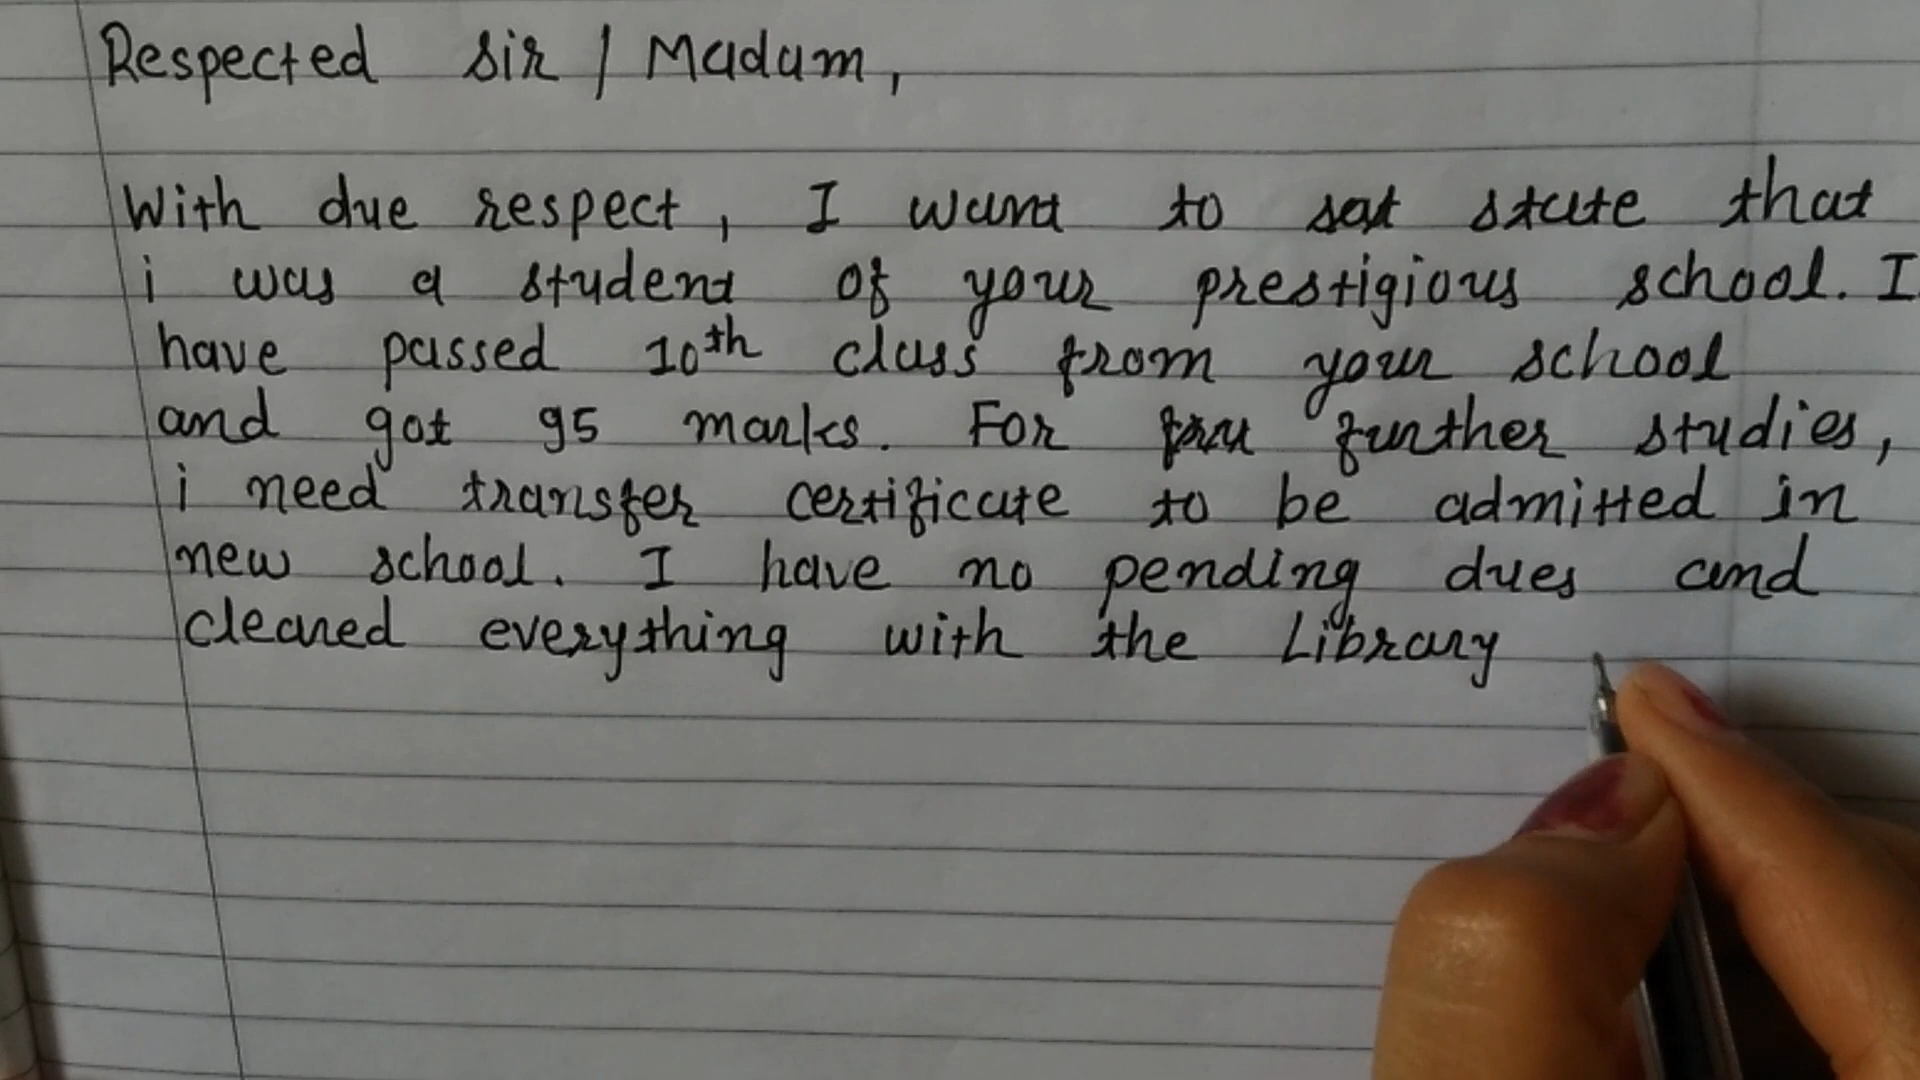 Respected Sir / Madam,
With due respect, I want to state that
i was a student of your prestigious school. I
have passed 10th class from your school
and got 95 marks. For further studies,
i need transfer certificate to be admitted in
new school. I have no pending dues and
cleared everything with the Library